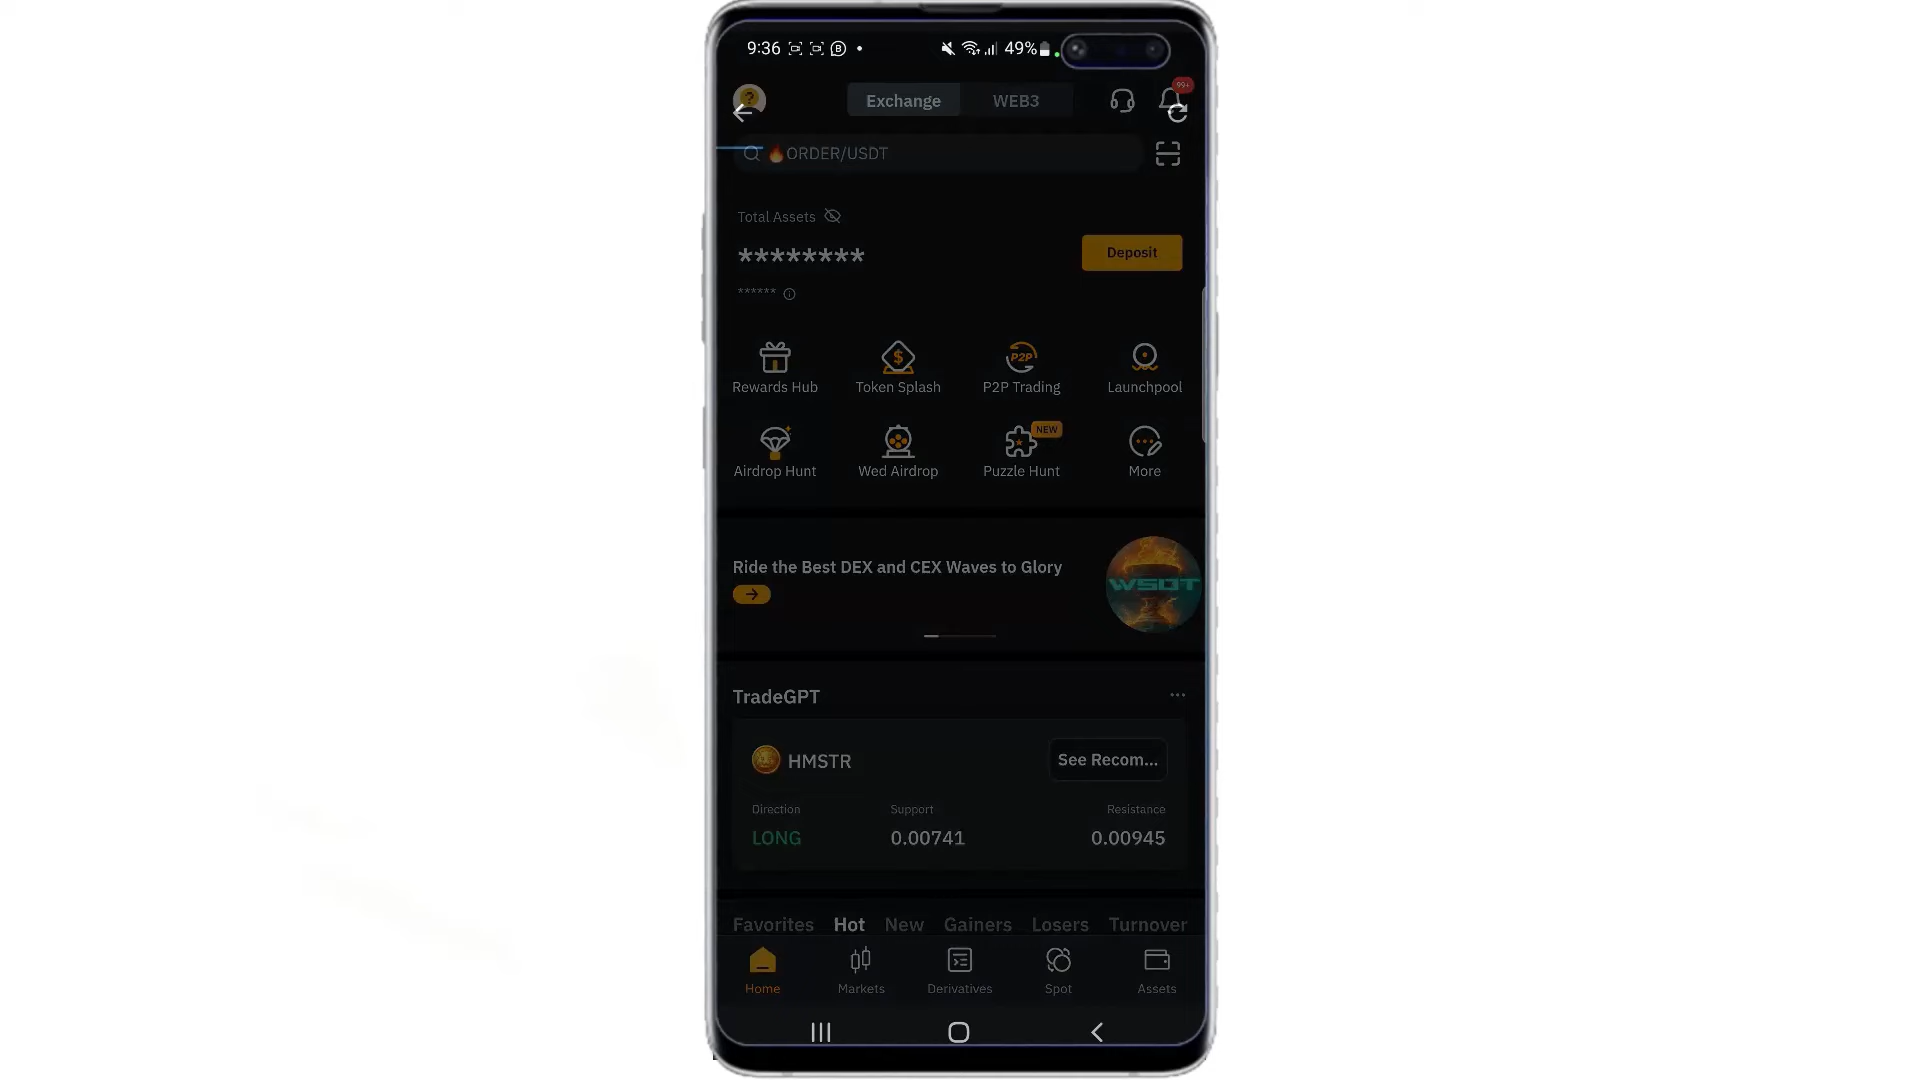 9:36 49%
Exchange WEB3 99+
🔥ORDER/USDT
Total Assets
******** Deposit
******
Rewards Hub Token Splash P2P Trading Launchpool
P2P
NEW
Airdrop Hunt Wed Airdrop Puzzle Hunt More
Ride the Best DEX and CEX Waves to Glory
WSOT
TradeGPT
HMSTR See Recom...
Direction Support Resistance
LONG 0.00741 0.00945
Favorites Hot New Gainers Losers Turnover
Home Markets Derivatives Spot Assets